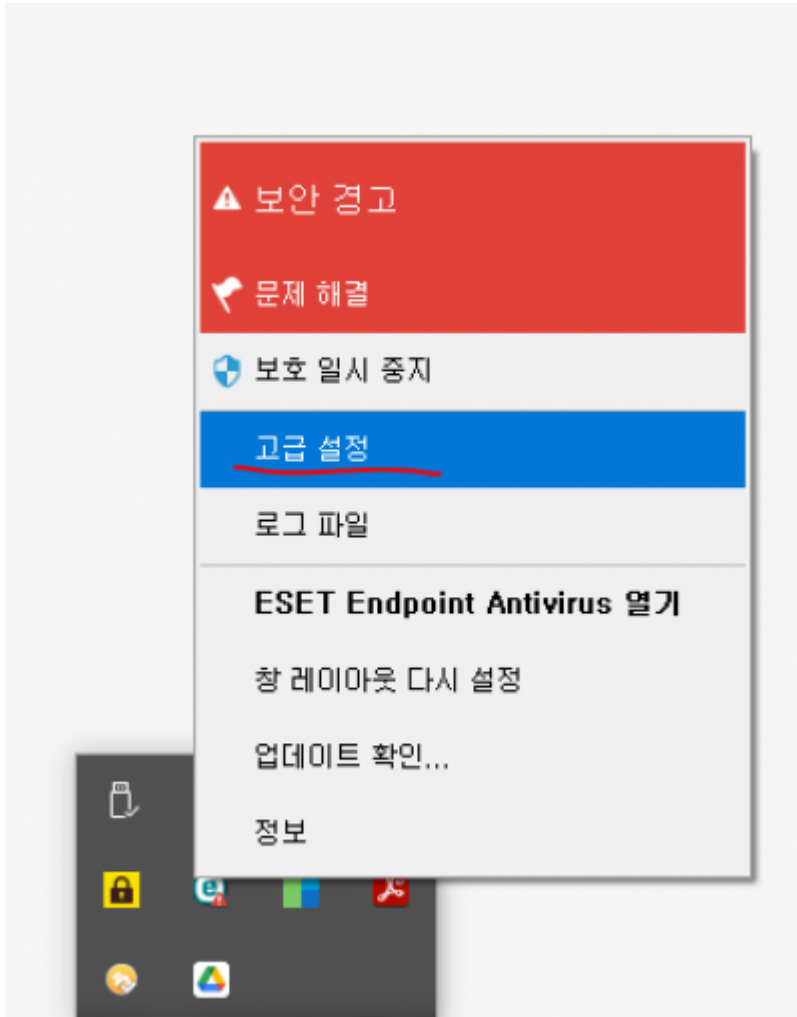 보안 경고
문제 해결
보호 일시 중지
고급 설정
로그 파일
ESET Endpoint Antivirus 열기
창 레이아웃 다시 설정
업데이트 확인...
정보